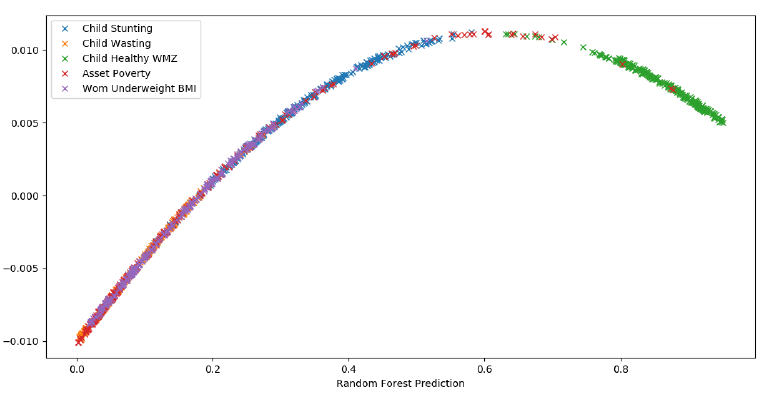 Child Stunting
Child Wasting
Child Healthy WMZ
Asset Poverty
Wom Underweight BMI
0.010
0.005
0.000
−0.005
−0.010
0.0 0.2 0.4 0.6 0.8
Random Forest Prediction